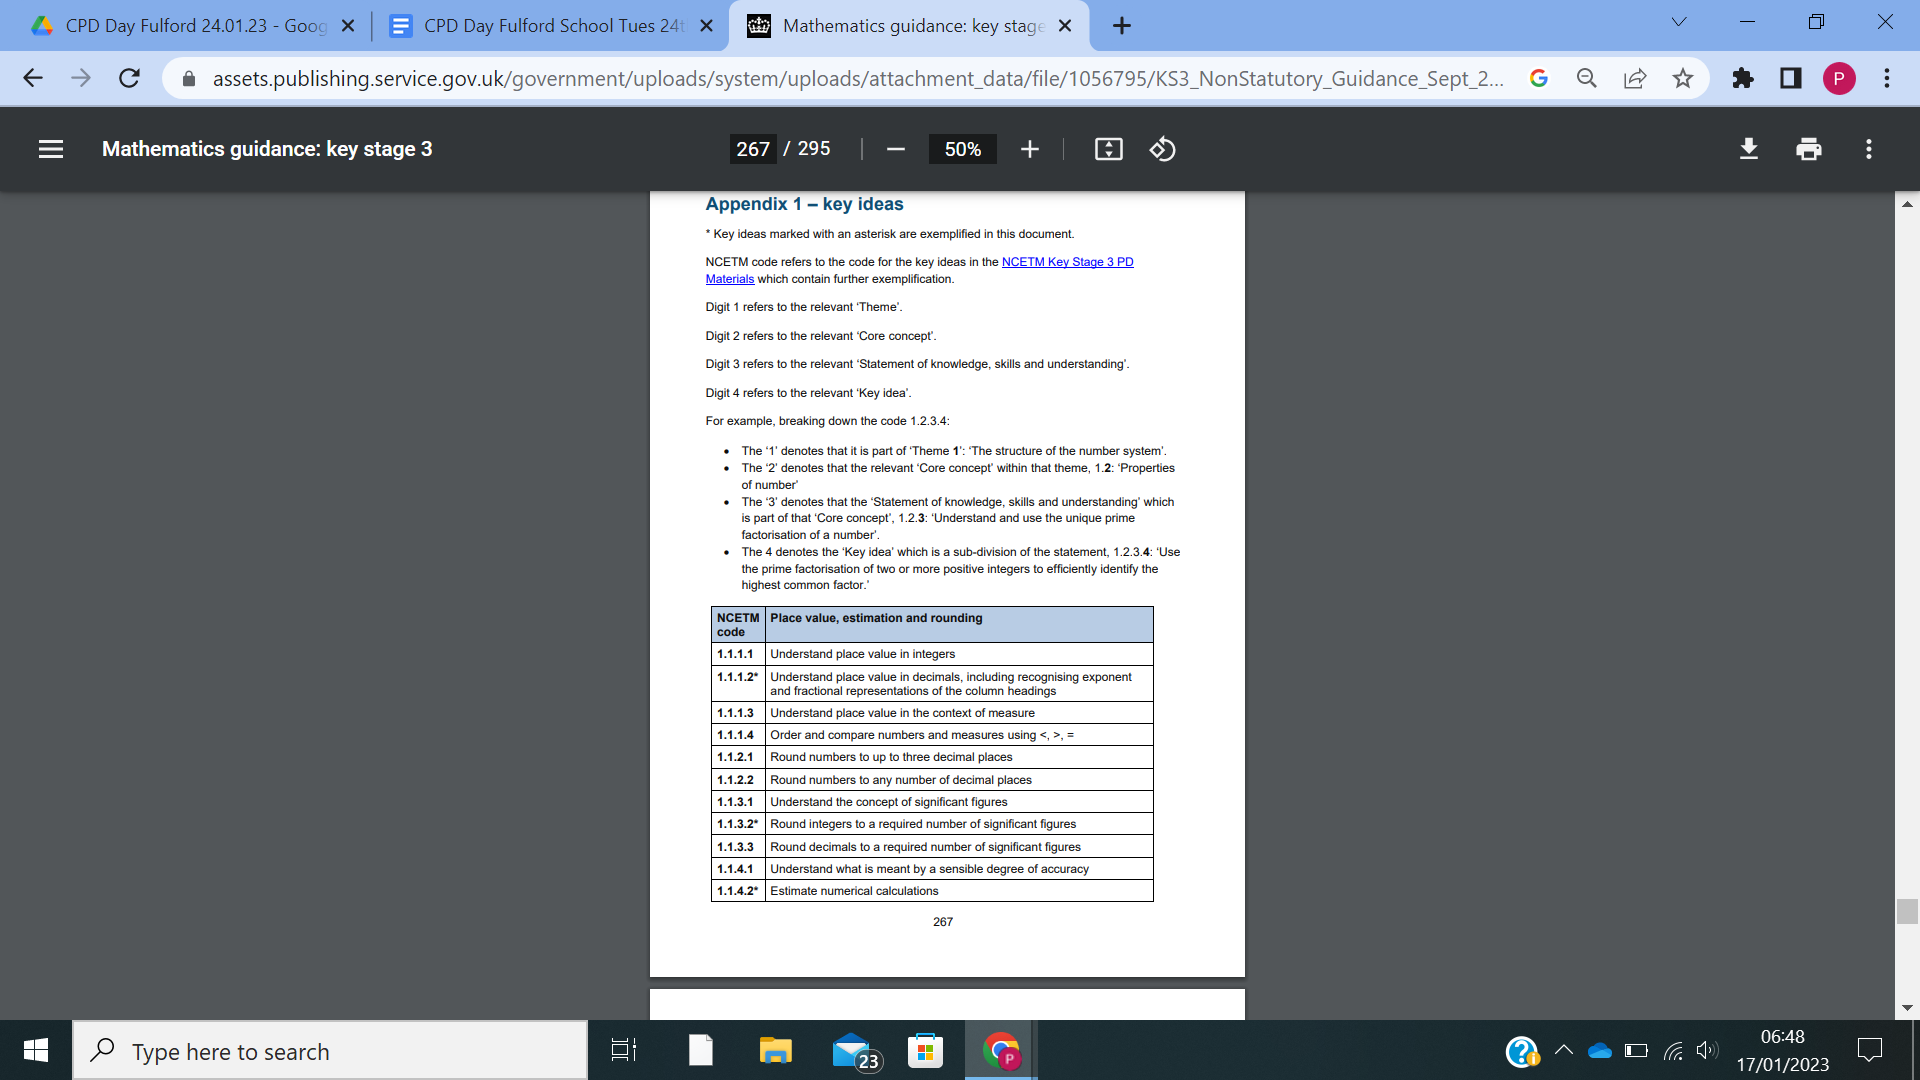 CPD Day Fulford 24.01.23 - Goog
CPD Day Fulford School Tues 24t
Mathematics guidance: key stage
assets.publishing.service.gov.uk/government/uploads/system/uploads/attachment_data/file/1056795/KS3_NonStatutory_Guidance_Sept_2...
P
Mathematics guidance: key stage 3
267 / 295
50%
Appendix 1 – key ideas
* Key ideas marked with an asterisk are exemplified in this document.
NCETM code refers to the code for the key ideas in the NCETM Key Stage 3 PD
Materials which contain further exemplification.
Digit 1 refers to the relevant ‘Theme’.
Digit 2 refers to the relevant ‘Core concept’.
Digit 3 refers to the relevant ‘Statement of knowledge, skills and understanding’.
Digit 4 refers to the relevant ‘Key idea’.
For example, breaking down the code 1.2.3.4:
• The ‘1’ denotes that it is part of ‘Theme 1’: ‘The structure of the number system’.
• The ‘2’ denotes that the relevant ‘Core concept’ within that theme, 1.2: ‘Properties
of number’
• The ‘3’ denotes that the ‘Statement of knowledge, skills and understanding’ which
is part of that ‘Core concept’, 1.2.3: ‘Understand and use the unique prime
factorisation of a number’.
• The 4 denotes the ‘Key idea’ which is a sub-division of the statement, 1.2.3.4: ‘Use
the prime factorisation of two or more positive integers to efficiently identify the
highest common factor.’
NCETM code Place value, estimation and rounding
1.1.1.1 Understand place value in integers
1.1.1.2* Understand place value in decimals, including recognising exponent
and fractional representations of the column headings
1.1.1.3 Understand place value in the context of measure
1.1.1.4 Order and compare numbers and measures using <, >, =
1.1.2.1 Round numbers to up to three decimal places
1.1.2.2 Round numbers to any number of decimal places
1.1.3.1 Understand the concept of significant figures
1.1.3.2* Round integers to a required number of significant figures
1.1.3.3 Round decimals to a required number of significant figures
1.1.4.1 Understand what is meant by a sensible degree of accuracy
1.1.4.2* Estimate numerical calculations
267
Type here to search
23
P
06:48
17/01/2023